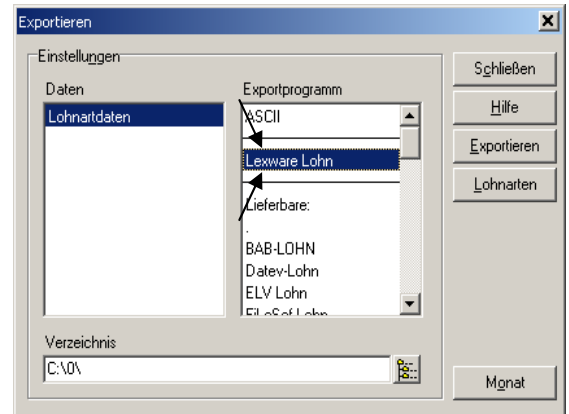 Exportieren
Einstellungen
Daten
Lohnartdaten
Exportprogramm
ASCII
Lexware Lohn
Lieferbare:
.
BAB-LOHN
Datev-Lohn
ELV Lohn
Verzeichnis
C:\0\
Schließen
Hilfe
Exportieren
Lohnarten
Monat